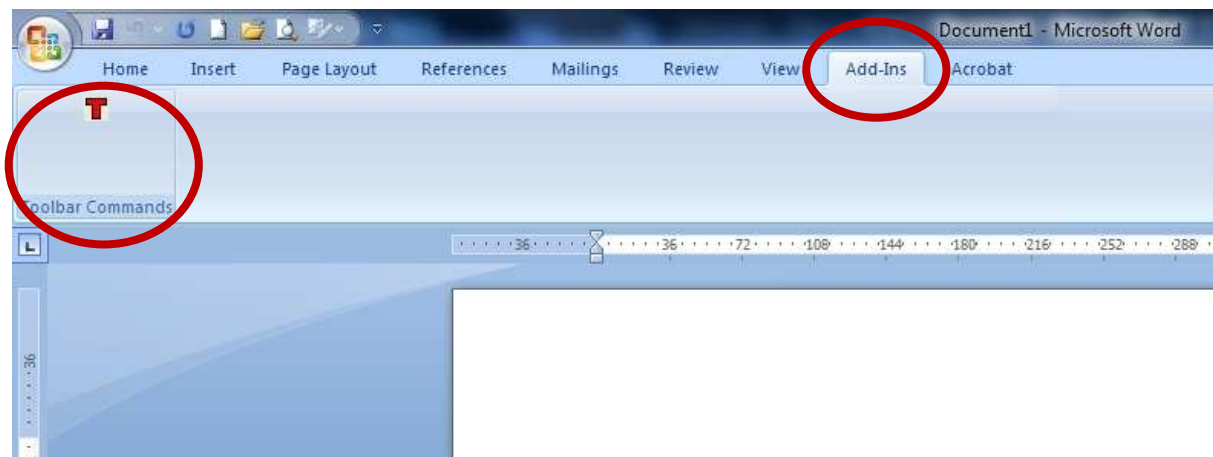 Document1 - Microsoft Word
Home Insert Page Layout References Mailings Review View Add-Ins Acrobat
T
Toolbar Commands
L
36 36 72 108 144 180 216 252 288
36